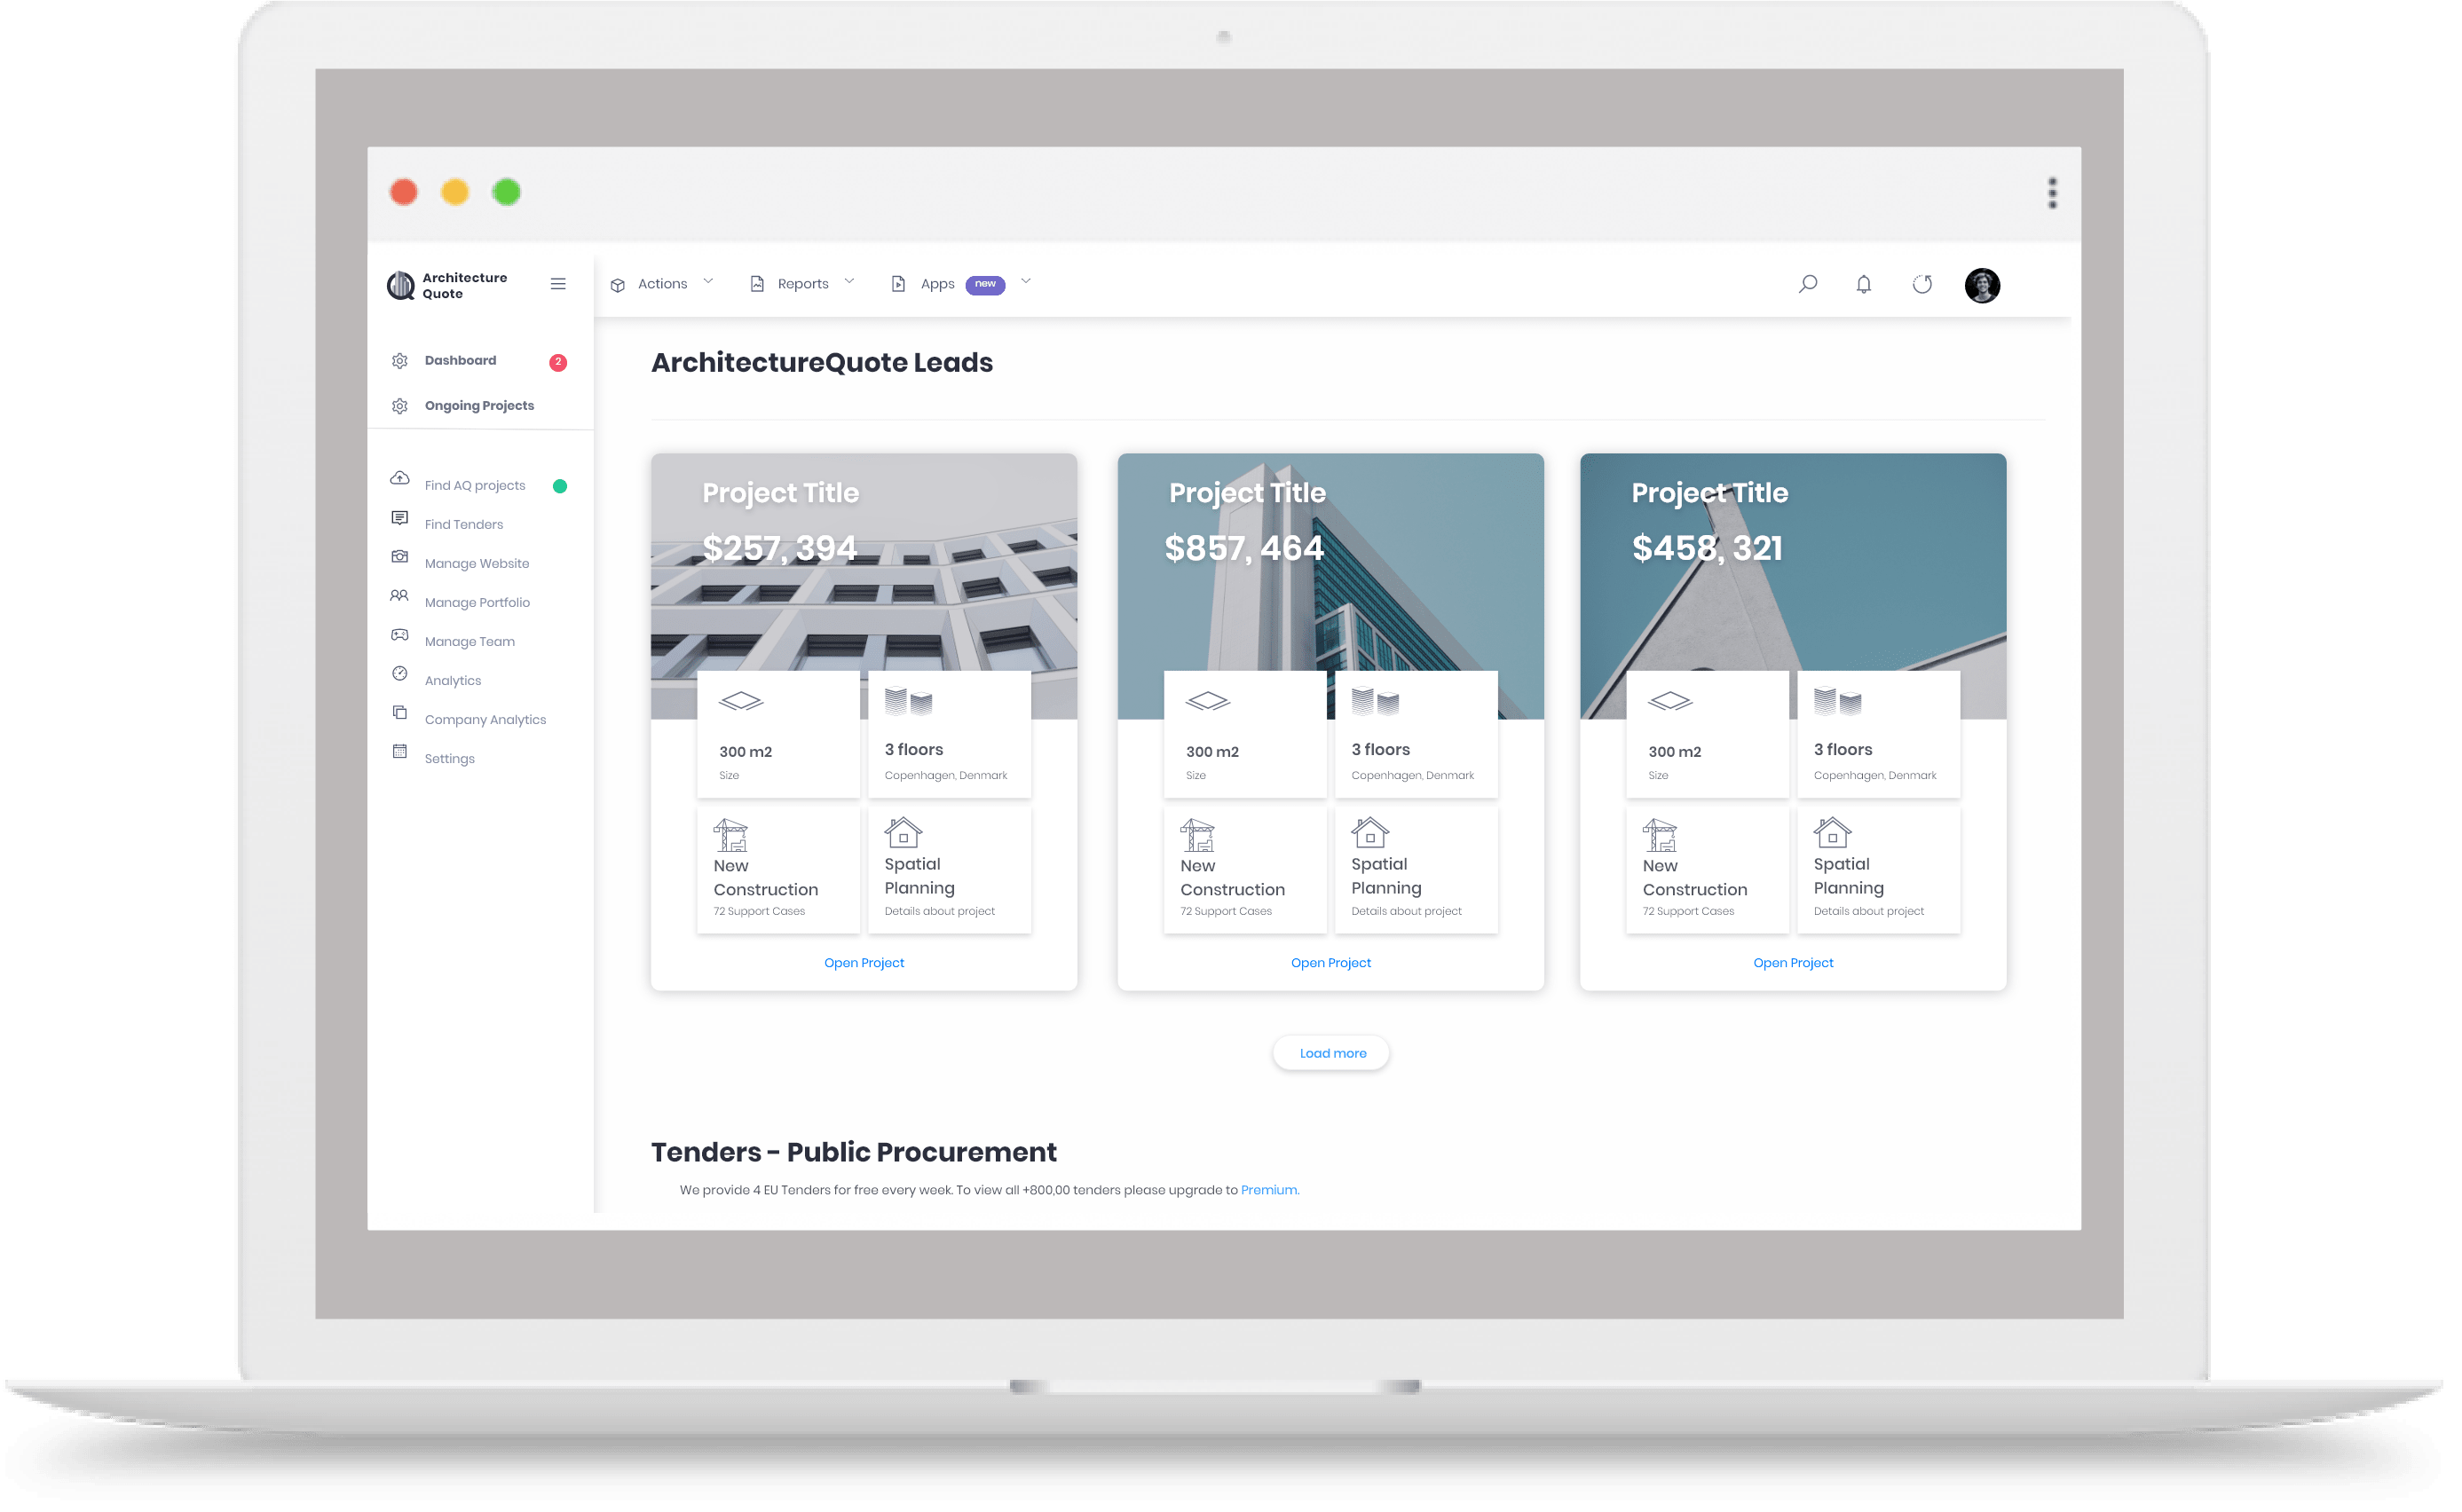 Architecture
Quote
Actions
Reports
Apps
new
Dashboard
2
Ongoing Projects
Find AQ projects
Find Tenders
Manage Website
Manage Portfolio
Manage Team
Analytics
Company Analytics
Settings
ArchitectureQuote Leads
Project Title
$257, 394
300 m2
Size
3 floors
Copenhagen, Denmark
New
Construction
72 Support Cases
Spatial
Planning
Details about project
Open Project
Project Title
$857, 464
300 m2
Size
3 floors
Copenhagen, Denmark
New
Construction
72 Support Cases
Spatial
Planning
Details about project
Open Project
Project Title
$458, 321
300 m2
Size
3 floors
Copenhagen, Denmark
New
Construction
72 Support Cases
Spatial
Planning
Details about project
Open Project
Load more
Tenders - Public Procurement
We provide 4 EU Tenders for free every week. To view all +800,00 tenders please upgrade to Premium.